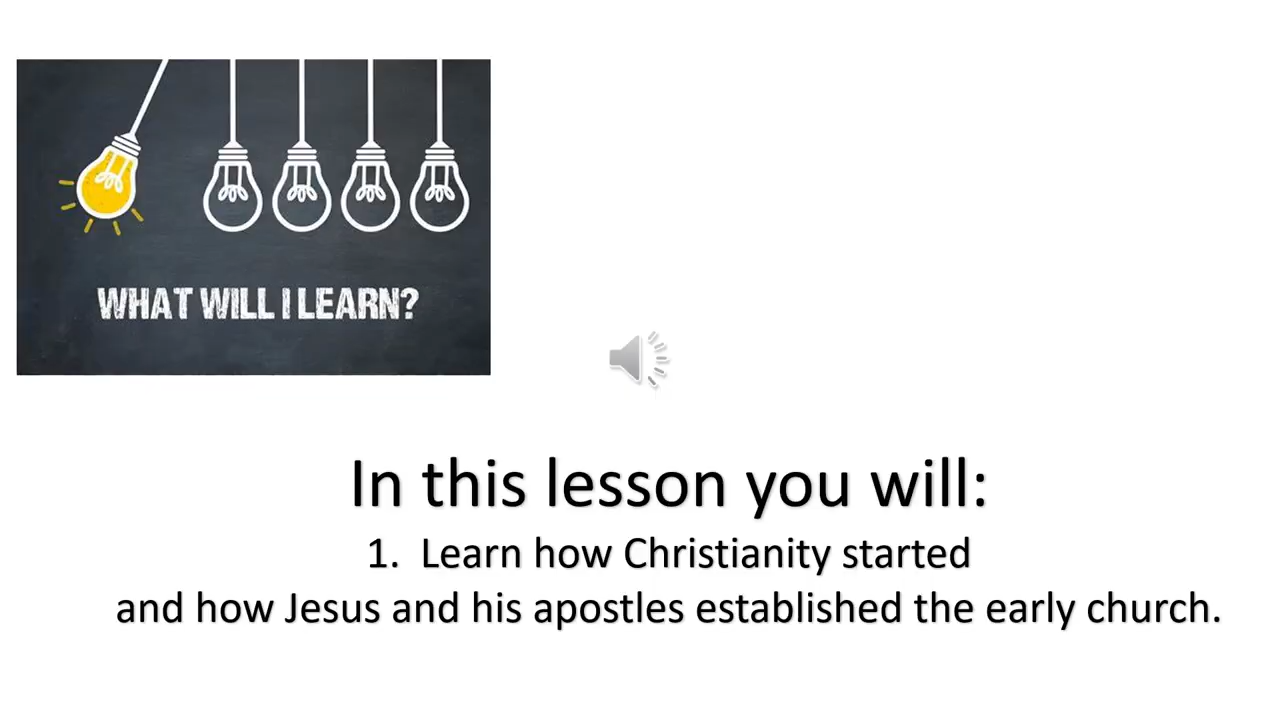 WHAT WILL I LEARN?
In this lesson you will:
1. Learn how Christianity started
and how Jesus and his apostles established the early church.